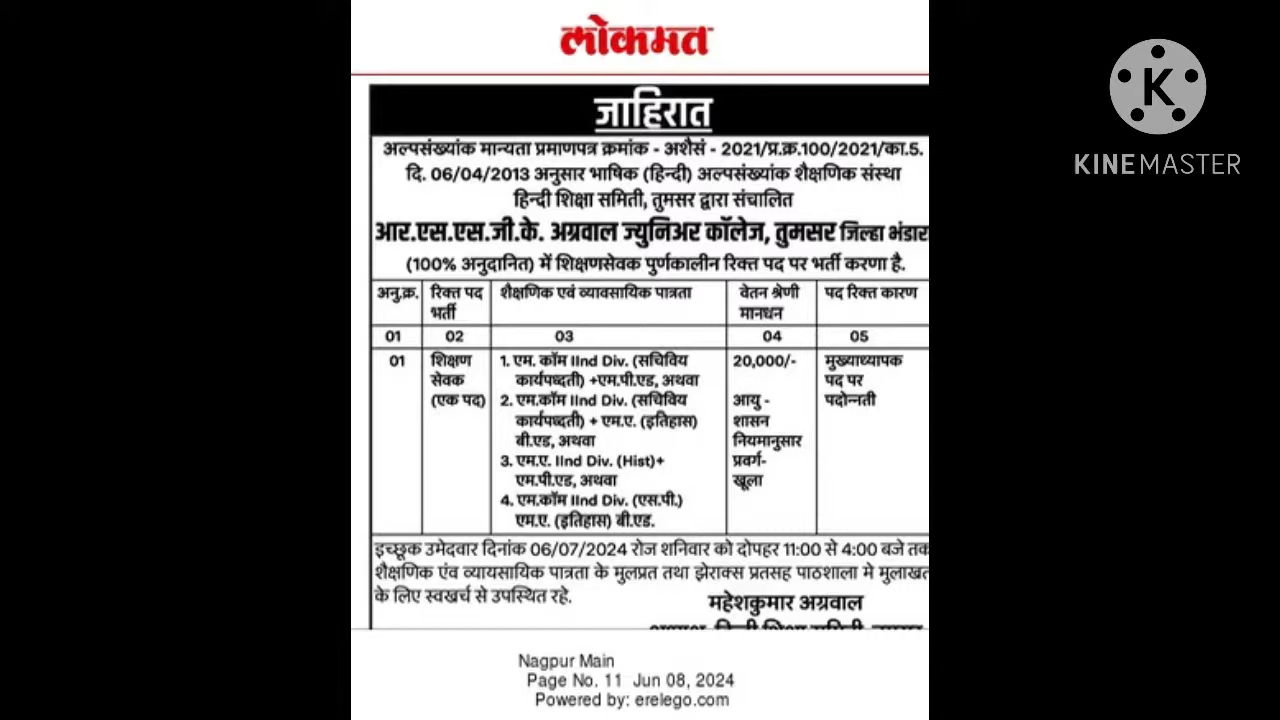 लोकमत
KINEMASTER
जाहिरात
अल्पसंख्यांक मान्यता प्रमाणपत्र क्रमांक - अशैसं - 2021/प्र.क्र.100/2021/का.5.
दि. 06/04/2013 अनुसार भाषिक (हिन्दी) अल्पसंख्यांक शैक्षणिक संस्था
हिन्दी शिक्षा समिती, तुमसर द्वारा संचालित
आर.एस.एस.जी.के. अग्रवाल ज्युनिअर कॉलेज, तुमसर जिल्हा भंडारा
(100% अनुदानित) में शिक्षणसेवक पुर्णकालीन रिक्त पद पर भर्ती करणा है.
अनु.क्र. रिक्त पद शैक्षणिक एवं व्यावसायिक पात्रता वेतन श्रेणी पद रिक्त कारण
भर्ती मानधन
01 02 03 04 05
01 शिक्षण 1. एम. कॉम IInd Div. (सचिविय 20,000/- मुख्याध्यापक
सेवक कार्यपध्दती) +एम.पी.एड, अथवा पद पर
(एक पद) 2. एम.कॉम IInd Div. (सचिविय आयु - पदोन्नती
कार्यपध्दती) + एम.ए. (इतिहास) शासन
बी.एड, अथवा नियमानुसार
3. एम.ए. IInd Div. (Hist)+ प्रवर्ग-
एम.पी.एड, अथवा खूला
4. एम.कॉम IInd Div. (एस.पी.)
एम.ए. (इतिहास) बी.एड.
इच्छूक उमेदवार दिनांक 06/07/2024 रोज शनिवार को दोपहर 11:00 से 4:00 बजे तक
शैक्षणिक एंव व्यायसायिक पात्रता के मुलप्रत तथा झेराक्स प्रतसह पाठशाला मे मुलाखत
के लिए स्वखर्च से उपस्थित रहे.
महेशकुमार अग्रवाल
Nagpur Main
Page No. 11 Jun 08, 2024
Powered by: erelego.com